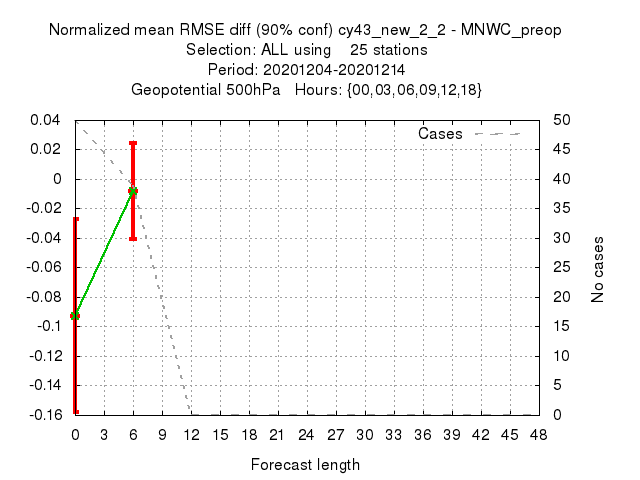 Normalized mean RMSE diff (90% conf) cy43_new_2_2 - MNWC_preop
Selection: ALL using 25 stations
Period: 20201204-20201214
Geopotential 500hPa Hours: {00,03,06,09,12,18}
Cases
0.04
0.02
0
-0.02
-0.04
-0.06
-0.08
-0.1
-0.12
-0.14
-0.16
50
45
40
35
30
25
20
15
10
5
0
No cases
0 3 6 9 12 15 18 21 24 27 30 33 36 39 42 45 48
Forecast length